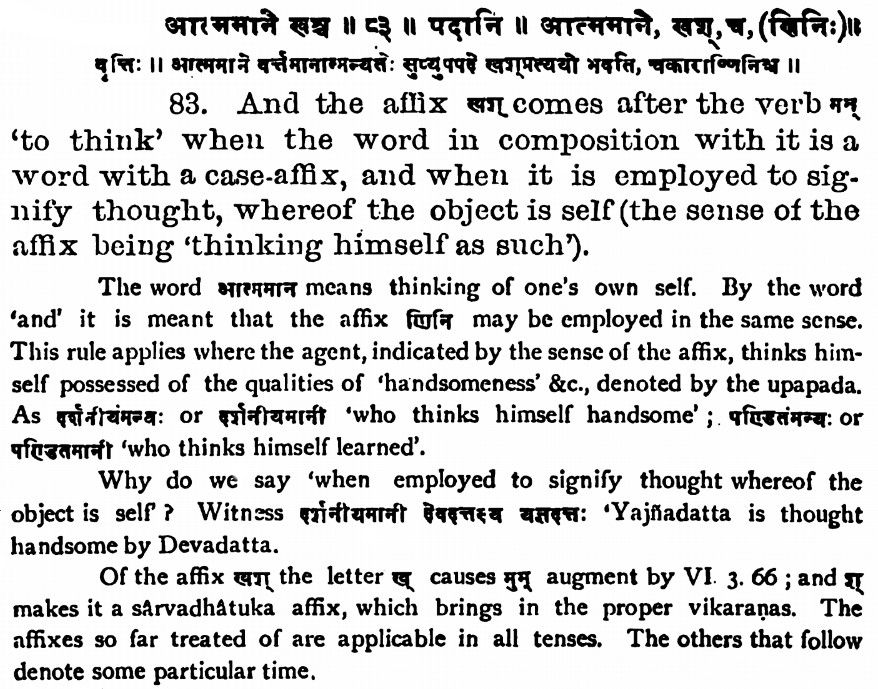 आत्ममाने खश्च ॥ ८३ ॥ पदानि ॥ आत्ममाने, खश्, च, (णिनिः)॥
वृत्तिः ॥ आत्ममाने वर्त्तमानान्मन्यतेः सुप्युपपदे खश्प्रत्ययो भवति, चकाराण्णिनिश्च ॥
83. And the affix खश् comes after the verb मन्
‘to think’ when the word in composition with it is a
word with a case-affix, and when it is employed to sig-
nify thought, whereof the object is self (the sense of the
affix being ‘thinking himself as such’).
The word आत्ममान means thinking of one's own self. By the word
‘and’ it is meant that the affix णिनि may be employed in the same sense.
This rule applies where the agent, indicated by the sense of the affix, thinks him-
self possessed of the qualities of ‘handsomeness’ &c., denoted by the upapada.
As दर्शनीयंमन्यः or दर्शनीयमानी ‘who thinks himself handsome’; पण्डितंमन्यः or
पण्डितमानी ‘who thinks himself learned’.
Why do we say ‘when employed to signify thought whereof the
object is self’? Witness दर्शनीयमानी देवदत्तस्य यज्ञदत्तः ‘Yajñadatta is thought
handsome by Devadatta.
Of the affix खश् the letter ख् causes मुम् augment by VI. 3. 66; and श्
makes it a sârvadhâtuka affix, which brings in the proper vikaraṇas. The
affixes so far treated of are applicable in all tenses. The others that follow
denote some particular time.